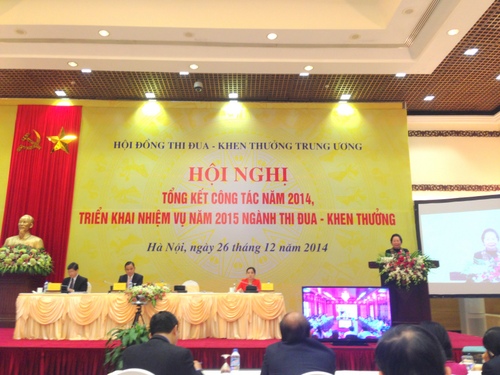 HỘI ĐỒNG THI ĐUA - KHEN THƯỞNG TRUNG ƯƠNG
HỘI NGHỊ
TỔNG KẾT CÔNG TÁC NĂM 2014,
TRIỂN KHAI NHIỆM VỤ NĂM 2015 NGÀNH THI ĐUA - KHEN THƯỞNG
Hà Nội, ngày 26 tháng 12 năm 2014